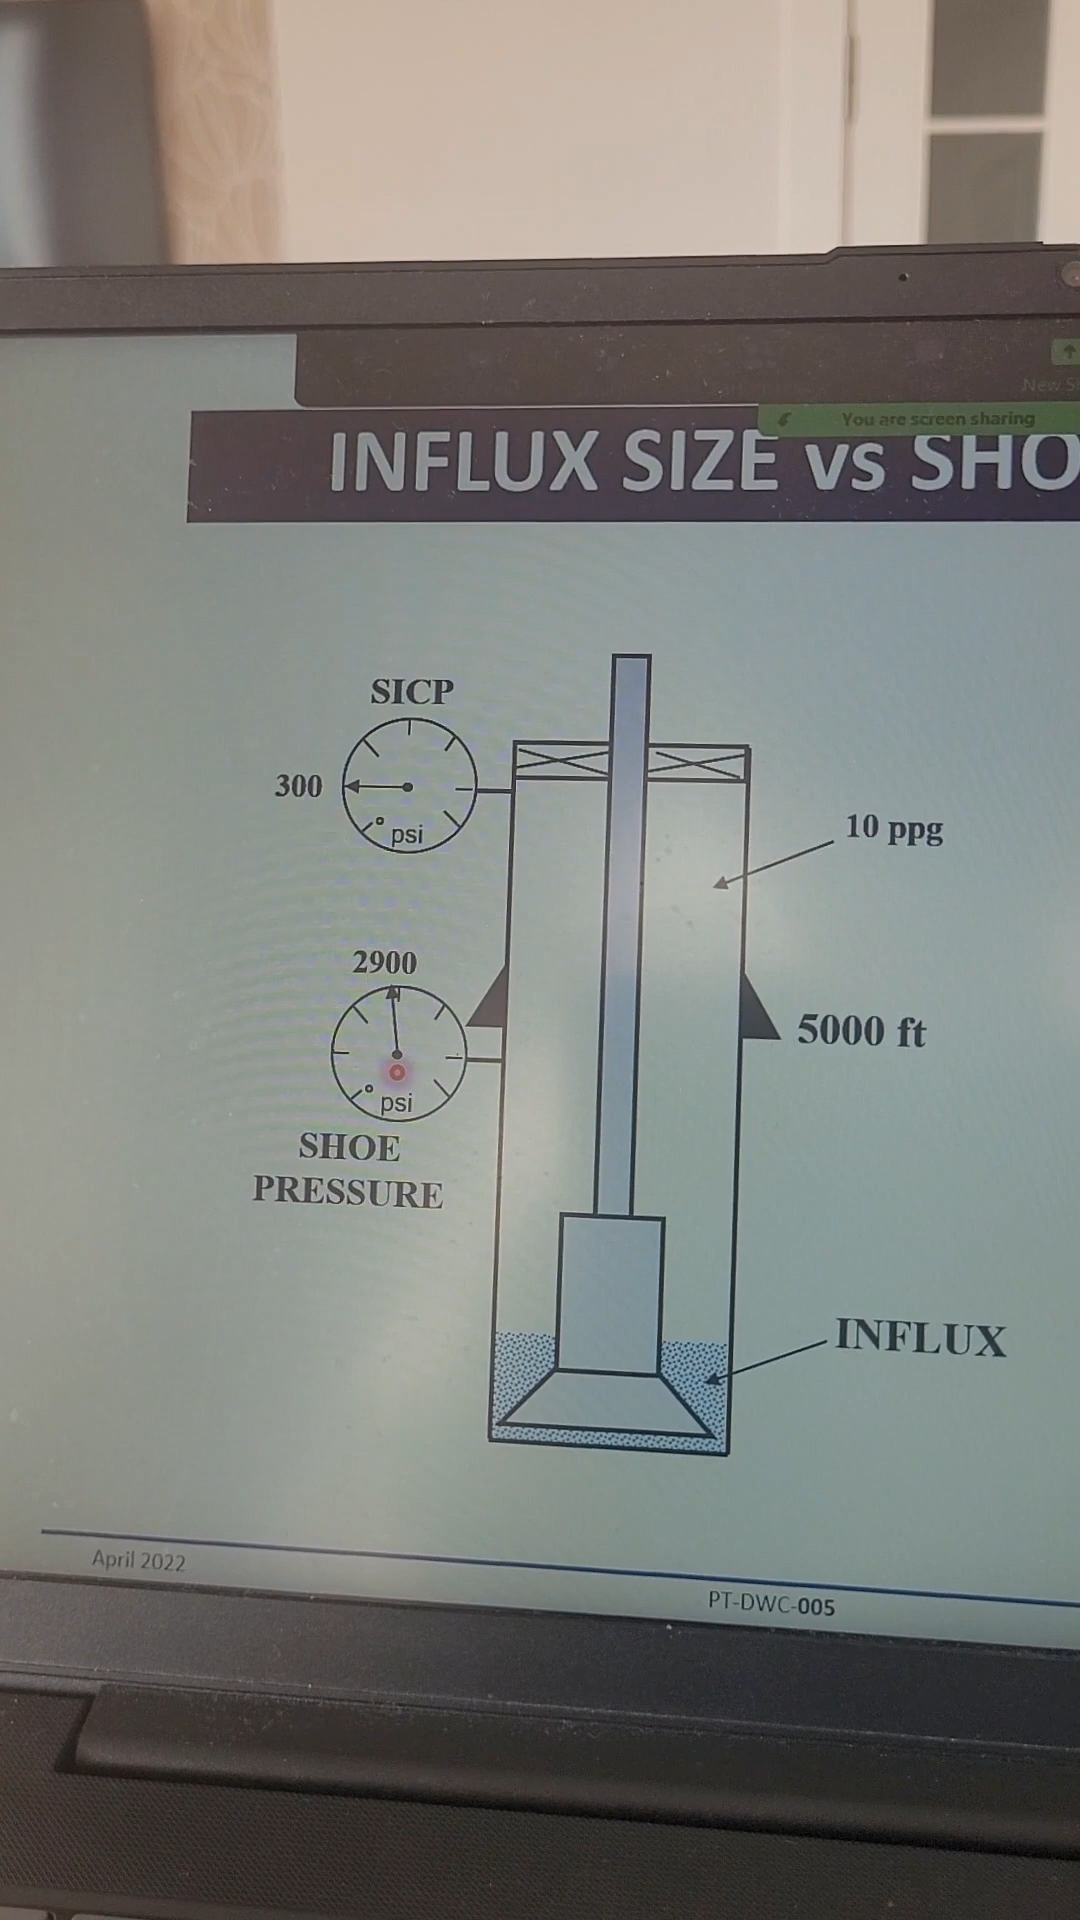 New S
You are screen sharing
INFLUX SIZE vs SHO
SICP
300
psi
10 ppg
2900
5000 ft
psi
SHOE
PRESSURE
INFLUX
April 2022
PT-DWC-005